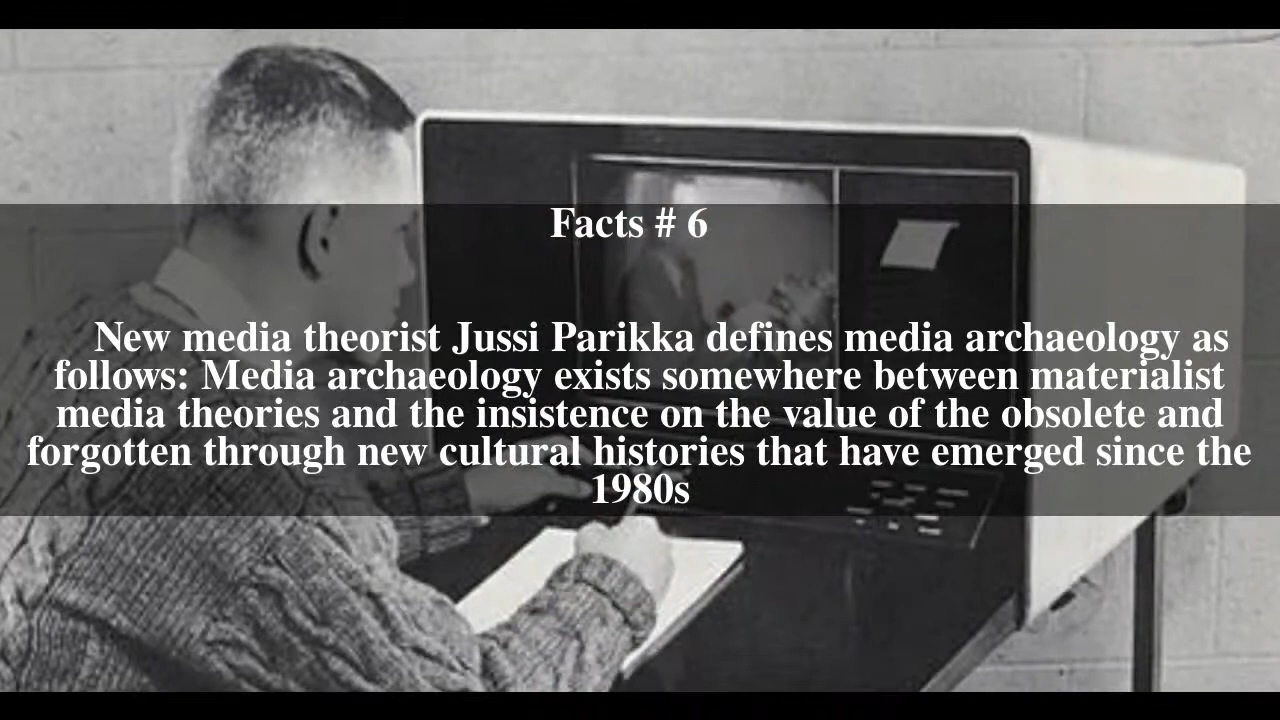 Facts # 6
New media theorist Jussi Parikka defines media archaeology as
follows: Media archaeology exists somewhere between materialist
media theories and the insistence on the value of the obsolete and
forgotten through new cultural histories that have emerged since the
1980s